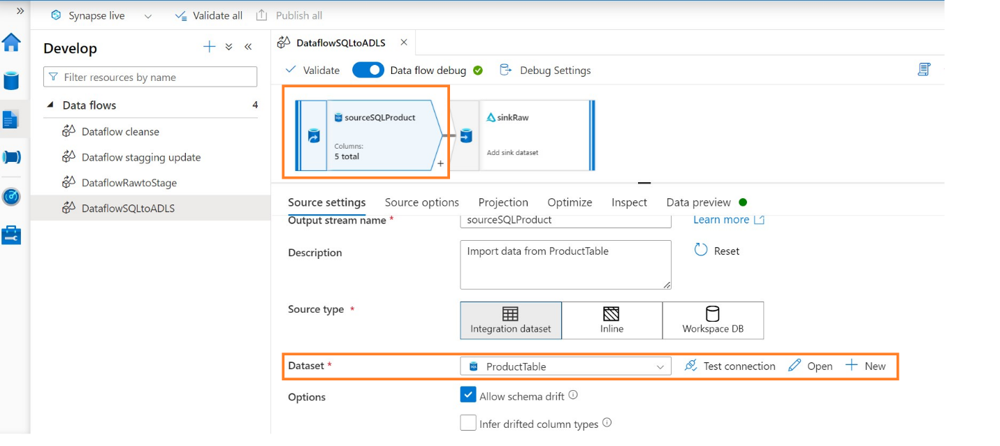 Synapse live
Validate all
Publish all
Develop
Filter resources by name
Data flows
4
Dataflow cleanse
Dataflow stagging update
DataflowRawtoStage
DataflowSQLtoADLS
DataflowSQLtoADLS
Validate
Data flow debug
Debug Settings
SQL
sourceSQLProduct
Columns:
5 total
+
sinkRaw
Add sink dataset
Source settings
Source options
Projection
Optimize
Inspect
Data preview
Output stream name *
sourceSQLProduct
Learn more
Description
Import data from ProductTable
Reset
Source type *
Integration dataset
Inline
Workspace DB
Dataset *
SQL
ProductTable
Test connection
Open
New
Options
Allow schema drift
Infer drifted column types